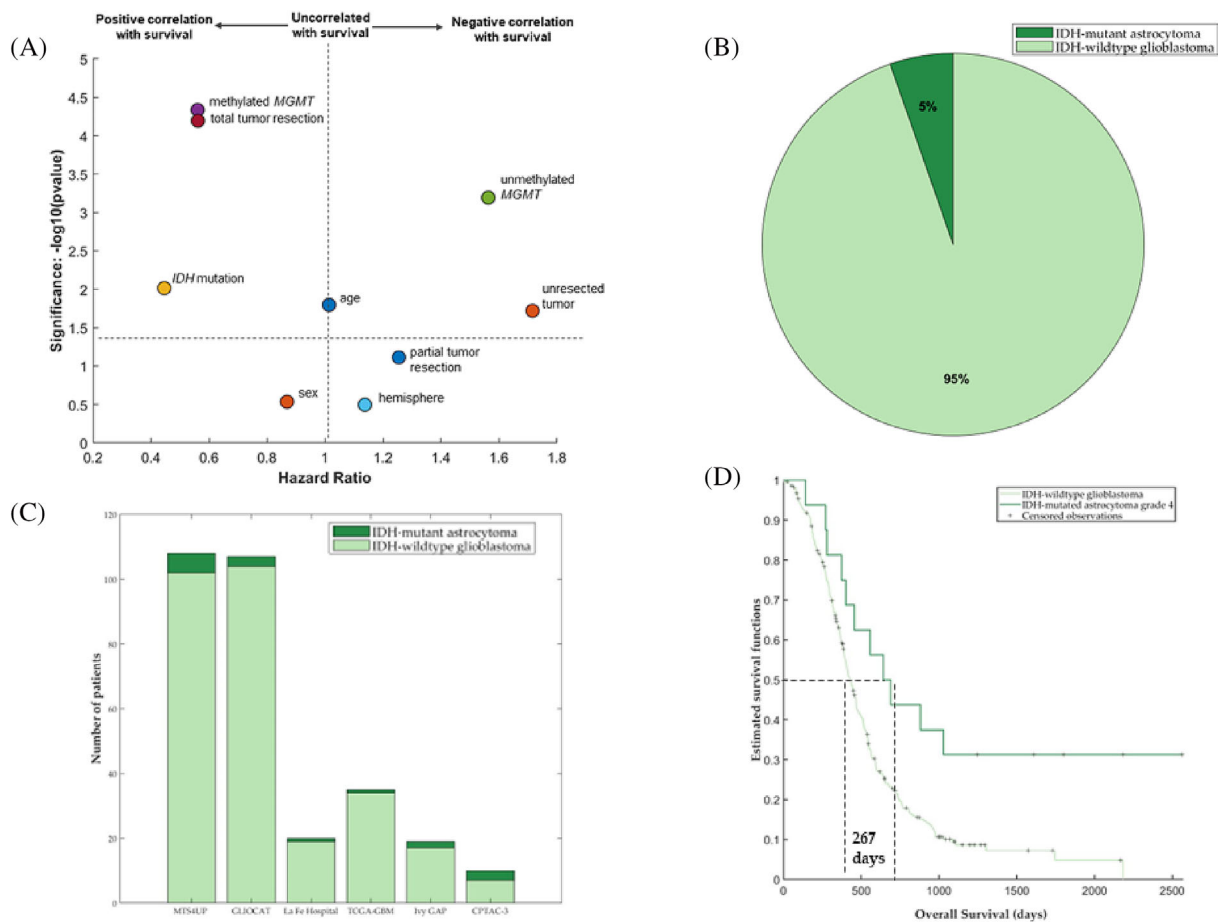 (A)
Positive correlation
with survival
Uncorrelated
with survival
Negative correlation
with survival
Significance: -log10(pvalue)
5
4.5
4
3.5
3
2.5
2
1.5
1
0.5
0
methylated MGMT
total tumor resection
unmethylated
MGMT
IDH mutation
age
unresected
tumor
partial tumor
resection
sex
hemisphere
0.2 0.4 0.6 0.8 1 1.2 1.4 1.6 1.8
Hazard Ratio
(B)
IDH-mutant astrocytoma
IDH-wildtype glioblastoma
5%
95%
(C)
IDH-mutant astrocytoma
IDH-wildtype glioblastoma
Number of patients
120
100
80
60
40
20
0
MTS4UP GLIOCAT La Fe Hospital TCGA-GBM Ivy GAP CPTAC-3
(D)
IDH-wildtype glioblastoma
IDH-mutated astrocytoma grade 4
Censored observations
Estimated survival functions
1
0.9
0.8
0.7
0.6
0.5
0.4
0.3
0.2
0.1
0
267
days
0 500 1000 1500 2000 2500
Overall Survival (days)